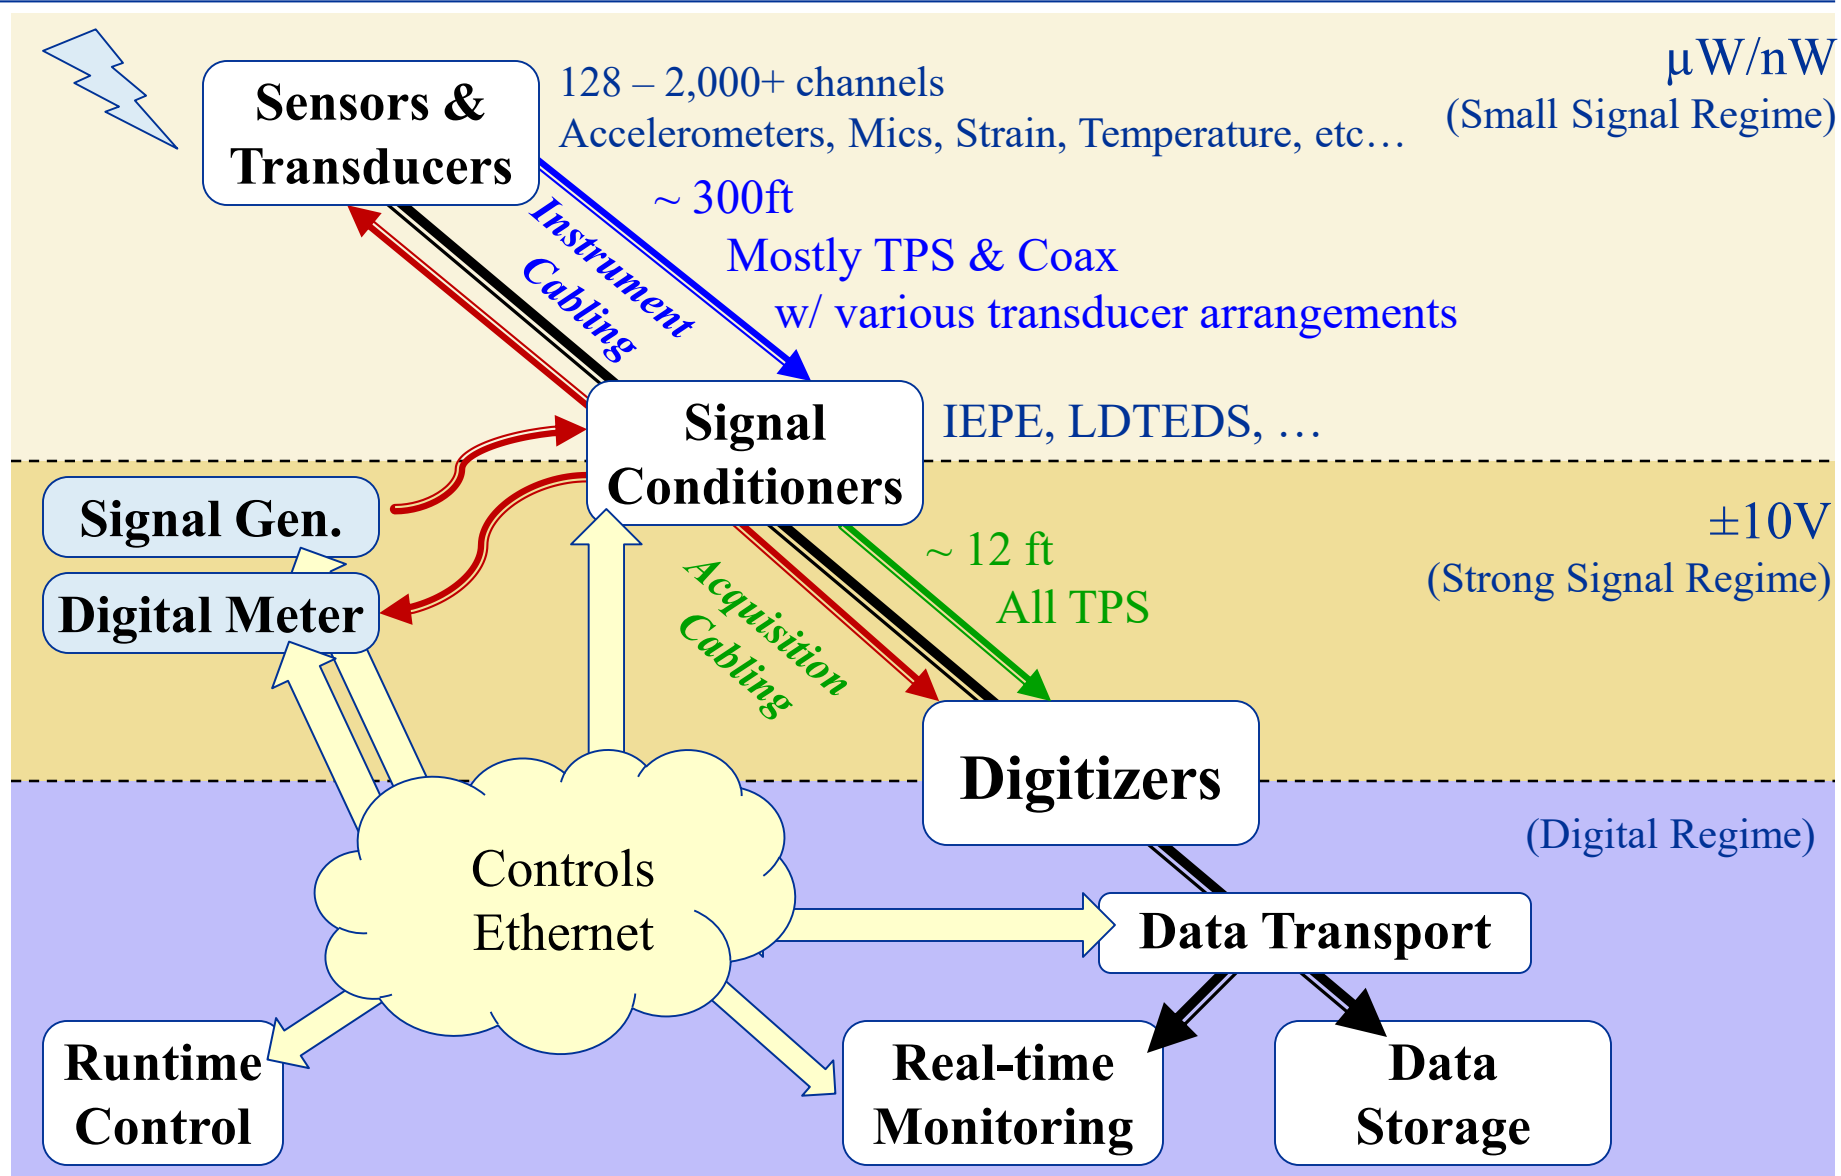 Sensors &
Transducers
128 – 2,000+ channels
Accelerometers, Mics, Strain, Temperature, etc…
µW/nW
(Small Signal Regime)
~ 300ft
Mostly TPS & Coax
w/ various transducer arrangements
Instrument
Cabling
Signal
Conditioners
IEPE, LDTEDS, …
Signal Gen.
Digital Meter
±10V
(Strong Signal Regime)
~ 12 ft
All TPS
Acquisition
Cabling
Digitizers
(Digital Regime)
Controls
Ethernet
Data Transport
Runtime
Control
Real-time
Monitoring
Data
Storage